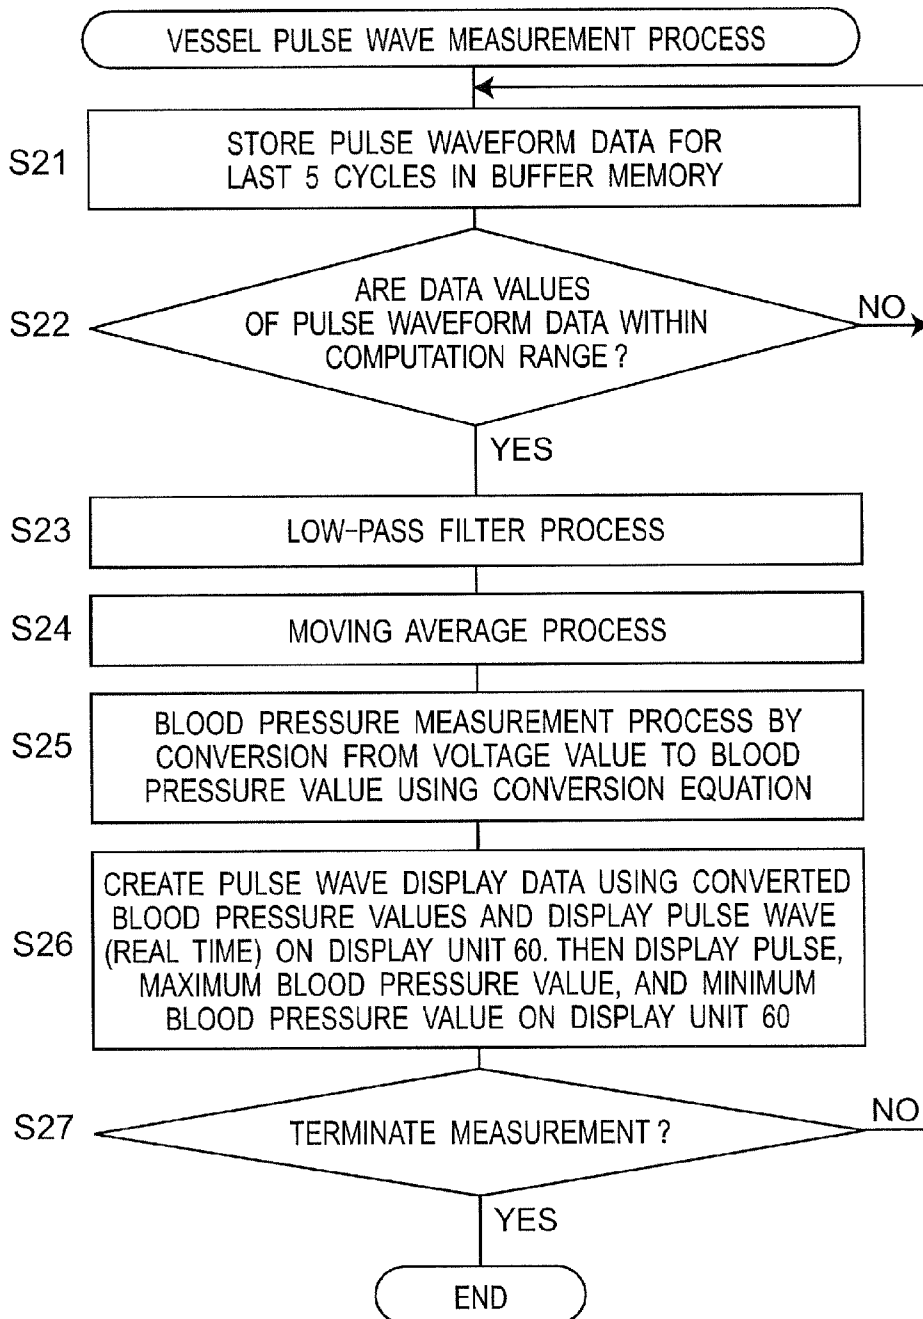 VESSEL PULSE WAVE MEASUREMENT PROCESS
S21
STORE PULSE WAVEFORM DATA FOR
LAST 5 CYCLES IN BUFFER MEMORY
S22
ARE DATA VALUES
OF PULSE WAVEFORM DATA WITHIN
COMPUTATION RANGE ?
NO
YES
S23
LOW-PASS FILTER PROCESS
S24
MOVING AVERAGE PROCESS
S25
BLOOD PRESSURE MEASUREMENT PROCESS BY
CONVERSION FROM VOLTAGE VALUE TO BLOOD
PRESSURE VALUE USING CONVERSION EQUATION
S26
CREATE PULSE WAVE DISPLAY DATA USING CONVERTED
BLOOD PRESSURE VALUES AND DISPLAY PULSE WAVE
(REAL TIME) ON DISPLAY UNIT 60. THEN DISPLAY PULSE,
MAXIMUM BLOOD PRESSURE VALUE, AND MINIMUM
BLOOD PRESSURE VALUE ON DISPLAY UNIT 60
S27
TERMINATE MEASUREMENT ?
NO
YES
END